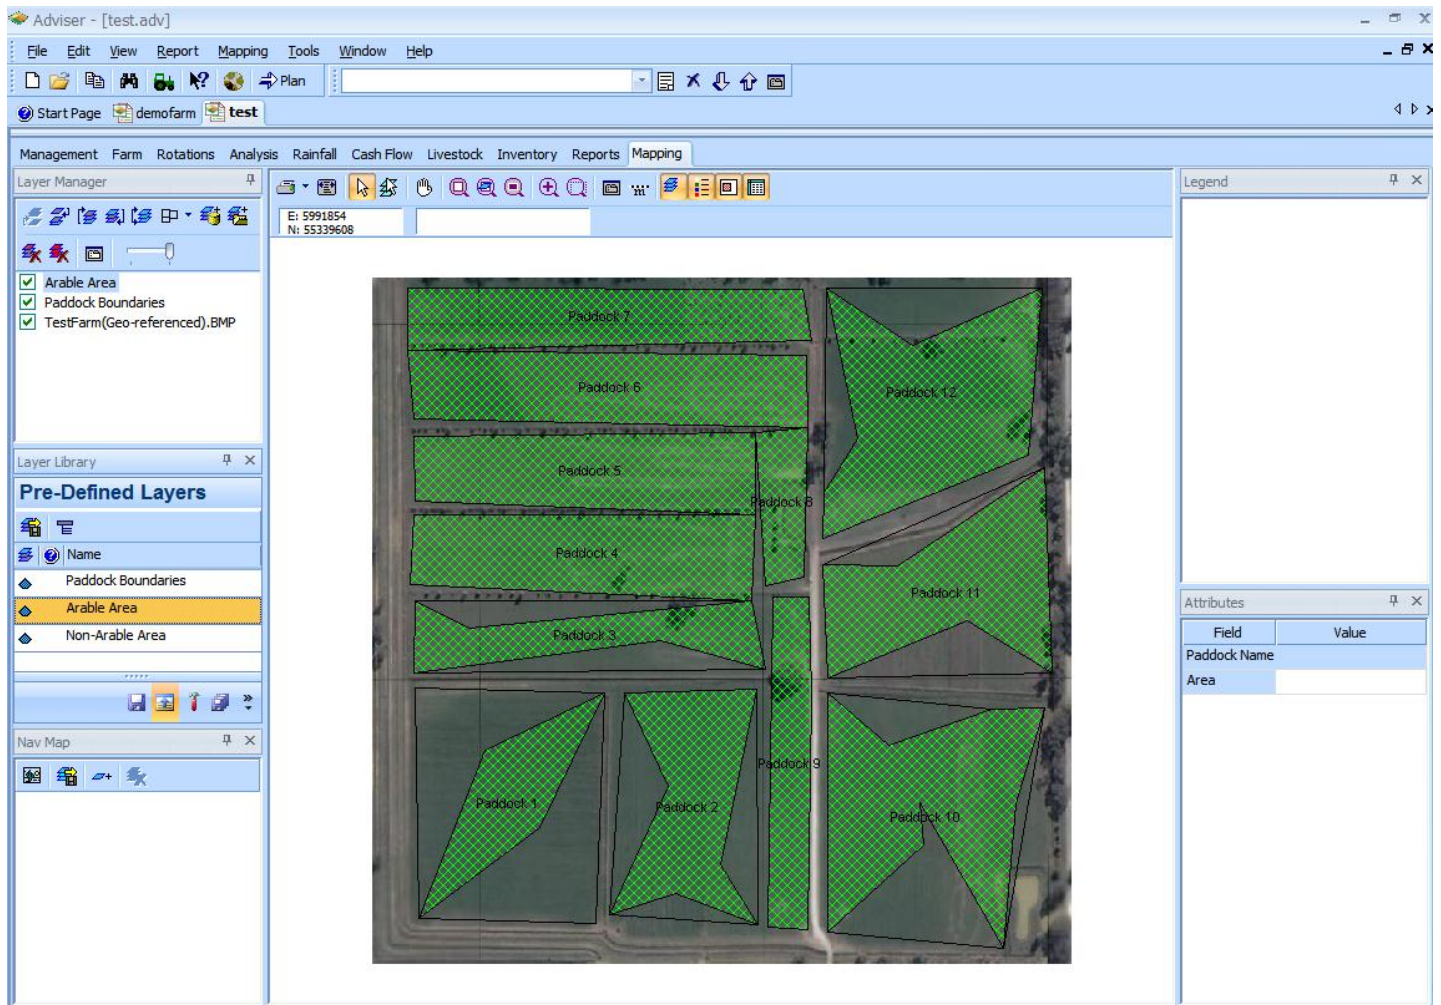 Adviser - [test.adv]
File Edit View Report Mapping Tools Window Help
Plan
Start Page demofarm test
Management Farm Rotations Analysis Rainfall Cash Flow Livestock Inventory Reports Mapping
Layer Manager
E: 5991854
N: 55339608
Legend
Arable Area
Paddock Boundaries
TestFarm(Geo-referenced).BMP
Paddock 7
Paddock 6
Paddock 12
Paddock 5
Paddock 8
Paddock 4
Paddock 11
Paddock 3
Paddock 9
Paddock 1
Paddock 2
Paddock 10
Layer Library
Pre-Defined Layers
Name
Paddock Boundaries
Arable Area
Non-Arable Area
Attributes
Field Value
Paddock Name
Area
Nav Map